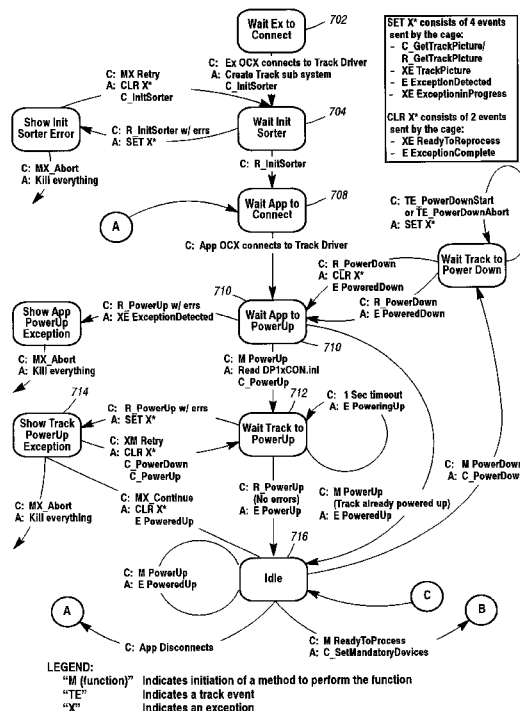 Wait Ex to
Connect
702
SET X* consists of 4 events
sent by the cage:
- C_GetTrackPicture/
R_GetTrackPicture
- XE TrackPicture
- E ExceptionDetected
- XE ExceptioninProgress
CLR X* consists of 2 events
sent by the cage:
- XE ReadyToReprocess
- E ExceptionComplete
C: Ex OCX connects to Track Driver
A: Create Track sub system
C_InitSorter
C: MX Retry
A: CLR X*
C_InitSorter
Show Init
Sorter Error
C: R_InitSorter w/ errs
A: SET X*
Wait Init
Sorter
704
C: MX_Abort
A: Kill everything
C: R_InitSorter
708
Wait App to
Connect
A
C: App OCX connects to Track Driver
C: TE_PowerDownStart
or TE_PowerDownAbort
A: SET X*
Wait Track to
Power Down
C: R_PowerDown
A: CLR X*
E PoweredDown
C: R_PowerDown
A: E PoweredDown
710
Wait App to
PowerUp
710
C: R_PowerUp w/ errs
A: XE ExceptionDetected
Show App
PowerUp
Exception
C: MX_Abort
A: Kill everything
C: M PowerUp
A: Read DP1xCON.ini
C_PowerUp
714
Show Track
PowerUp
Exception
C: R_PowerUp w/ errs
A: SET X*
712
Wait Track to
PowerUp
C: 1 Sec timeout
A: E PoweringUp
C: XM Retry
A: CLR X*
C_PowerDown
C_PowerUp
C: M PowerDown
A: C_PowerDown
C: MX_Abort
A: Kill everything
C: MX_Continue
A: CLR X*
E PoweredUp
C: R_PowerUp
(No errors)
A: E PowerUp
C: M PowerUp
(Track already powered up)
A: E PoweredUp
716
Idle
C: M PowerUp
A: E PoweredUp
C
A
B
C: App Disconnects
C: M ReadyToProcess
A: C_SetMandatoryDevices
LEGEND:
"M (function)" Indicates initiation of a method to perform the function
"TE" Indicates a track event
"X" Indicates an exception